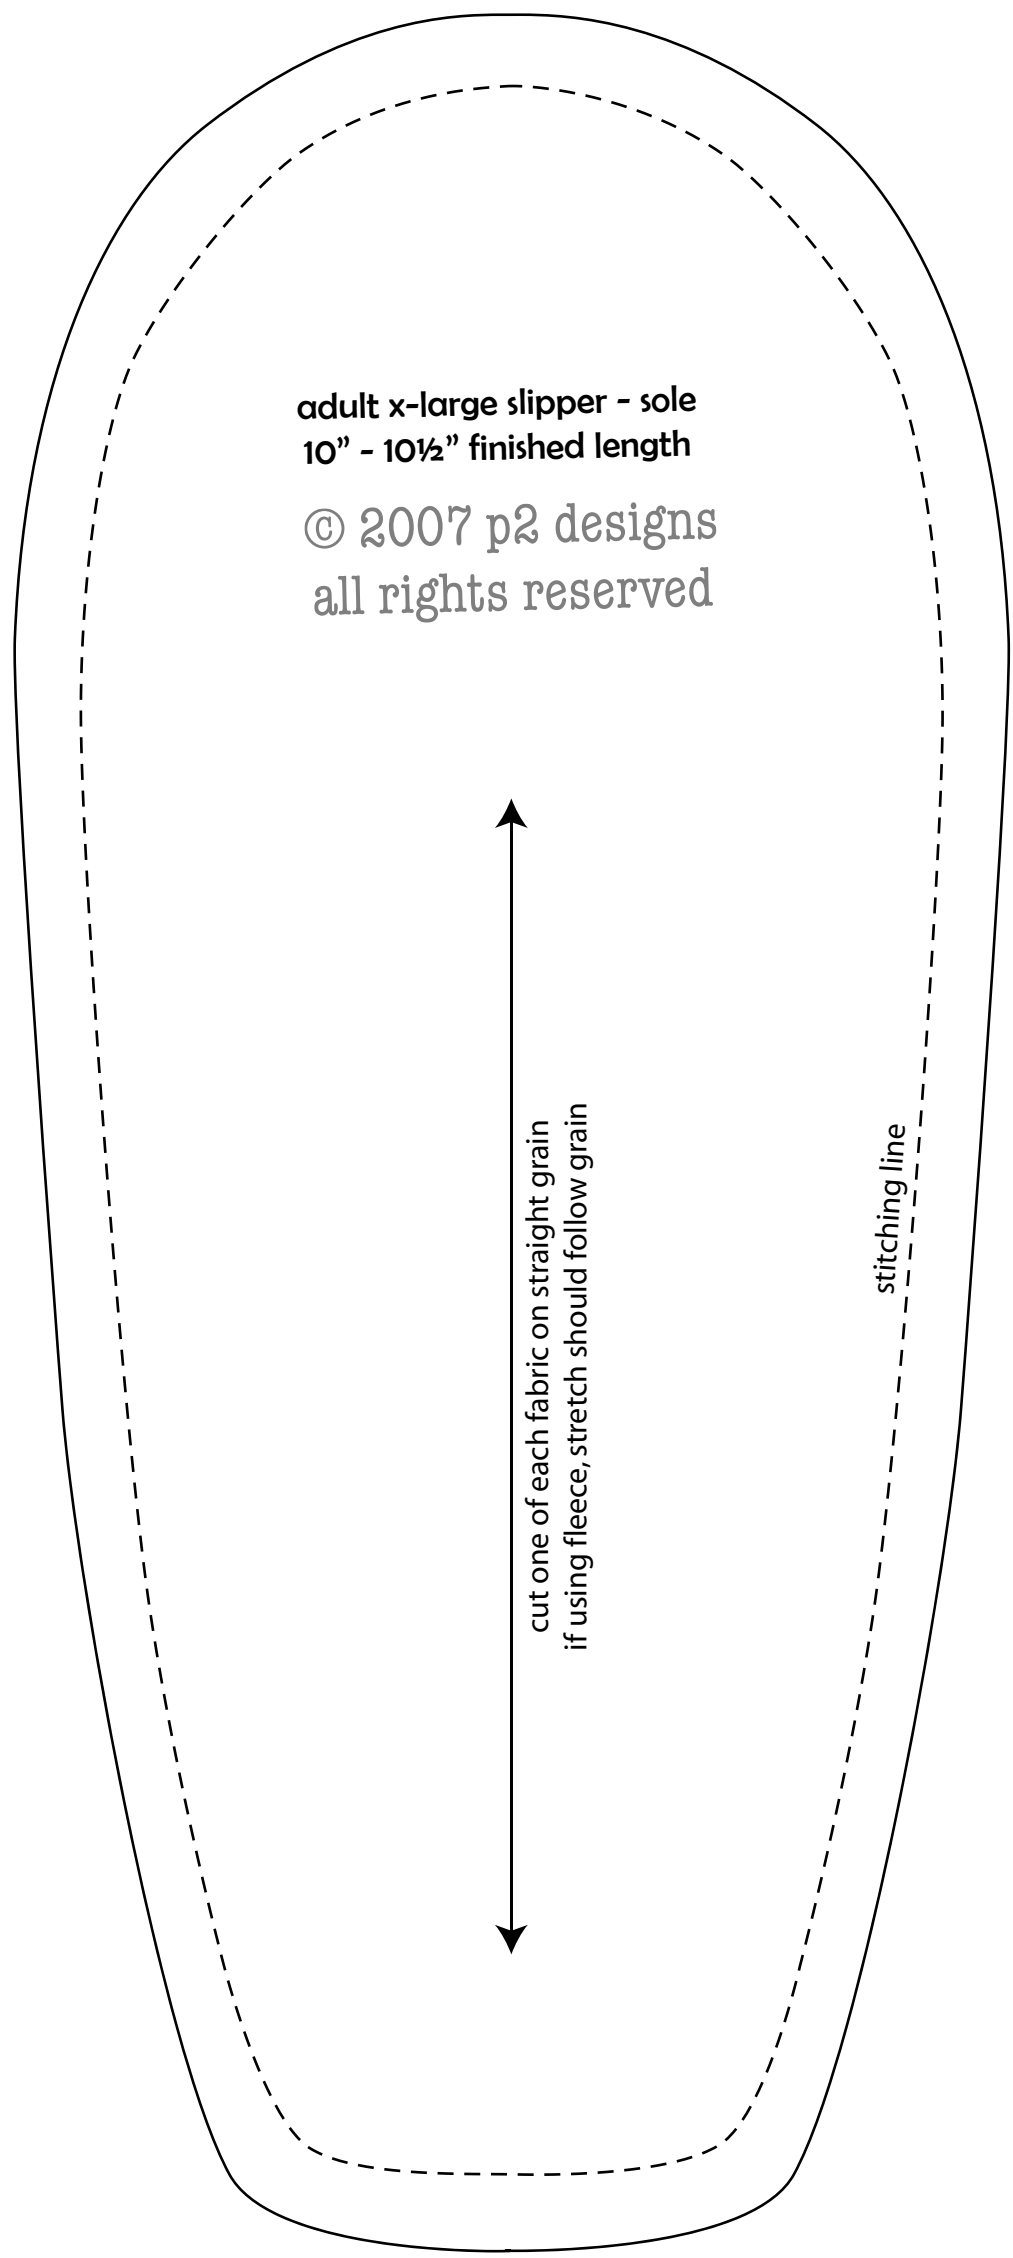 adult x-large slipper - sole
10” - 10½” finished length
© 2007 p2 designs
all rights reserved
cut one of each fabric on straight grain
if using fleece, stretch should follow grain
stitching line